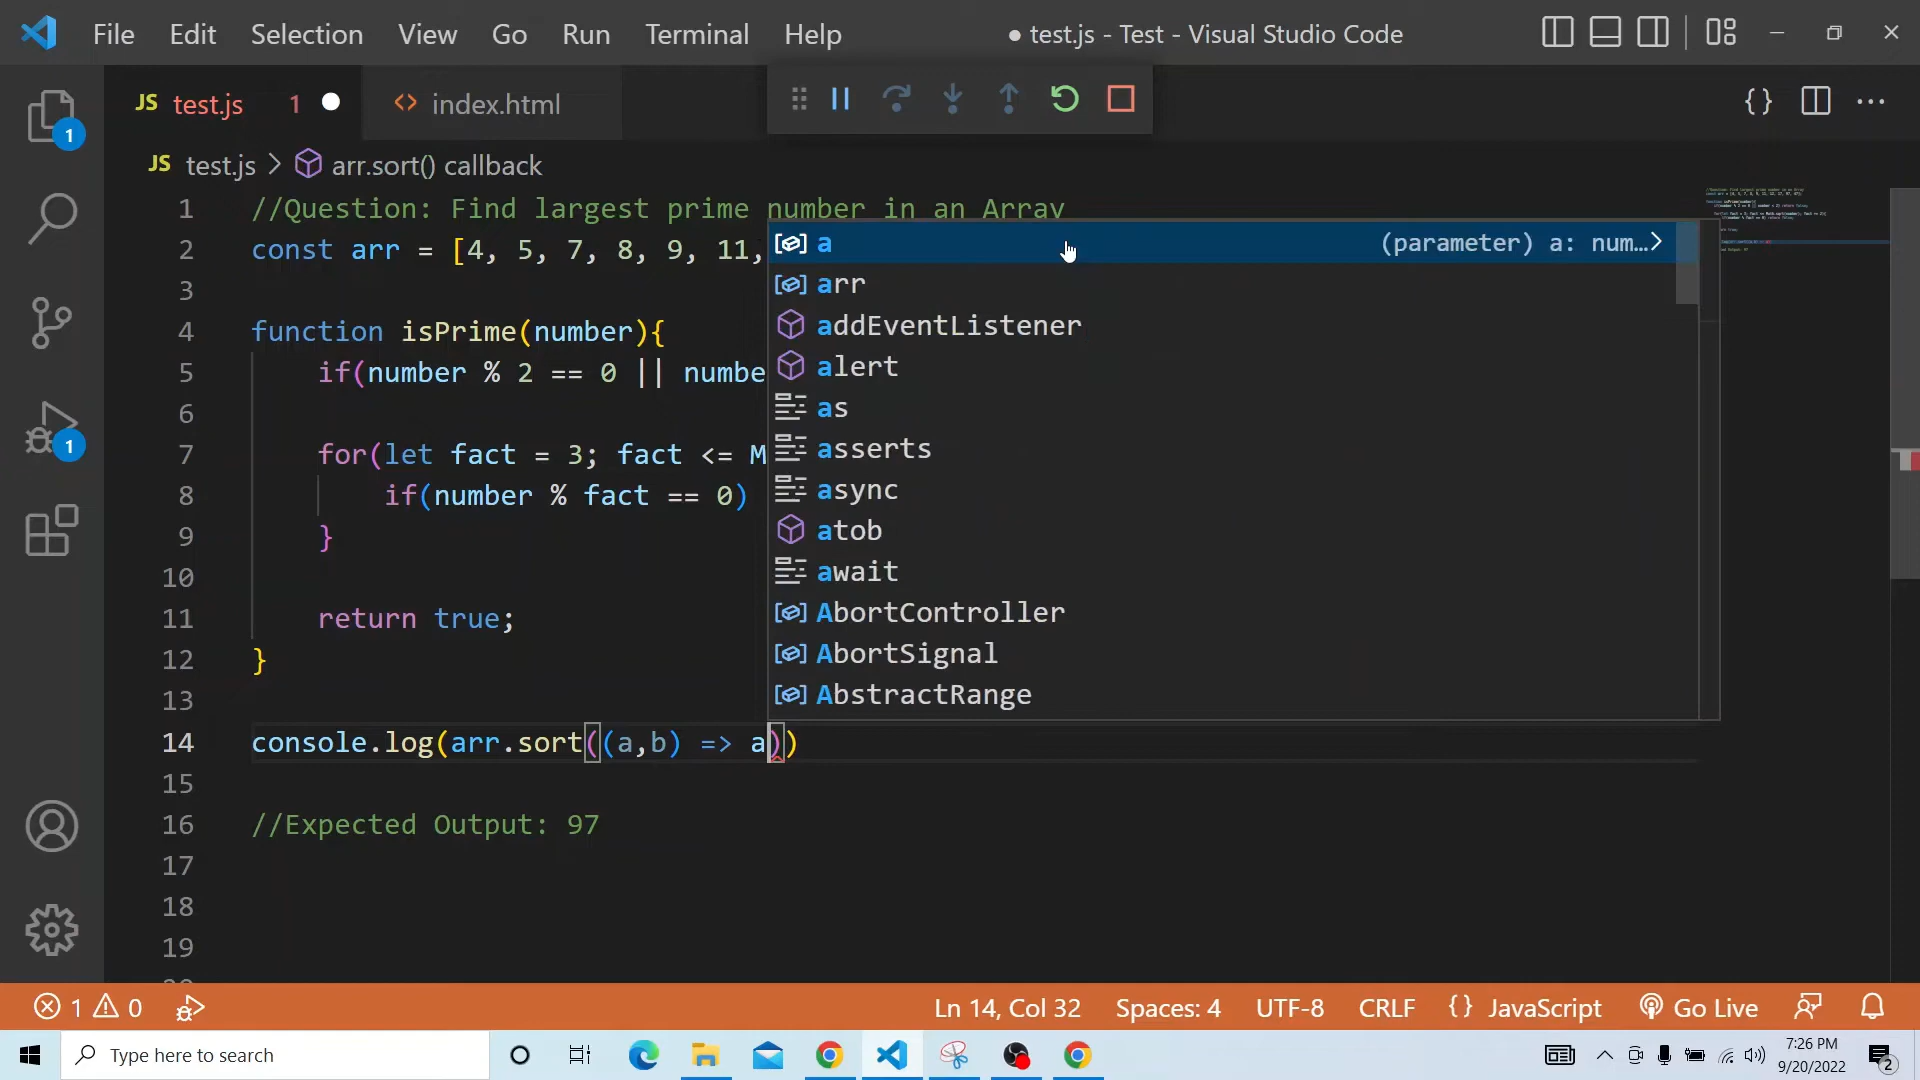 File Edit Selection View Go Run Terminal Help
test.js - Test - Visual Studio Code
JS test.js 1
<> index.html
JS test.js > arr.sort() callback
1 //Question: Find largest prime number in an Array
2 const arr = [4, 5, 7, 8, 9, 11,
3
4 function isPrime(number){
5 if(number % 2 == 0 || numbe
6
7 for(let fact = 3; fact <= M
8 if(number % fact == 0)
9 }
10
11 return true;
12 }
13
14 console.log(arr.sort((a,b) => a))
15
16 //Expected Output: 97
17
18
19
a (parameter) a: num…
arr
addEventListener
alert
as
asserts
async
atob
await
AbortController
AbortSignal
AbstractRange
1
1
1 0
Ln 14, Col 32 Spaces: 4 UTF-8 CRLF {} JavaScript Go Live
Type here to search
7:26 PM
9/20/2022
2